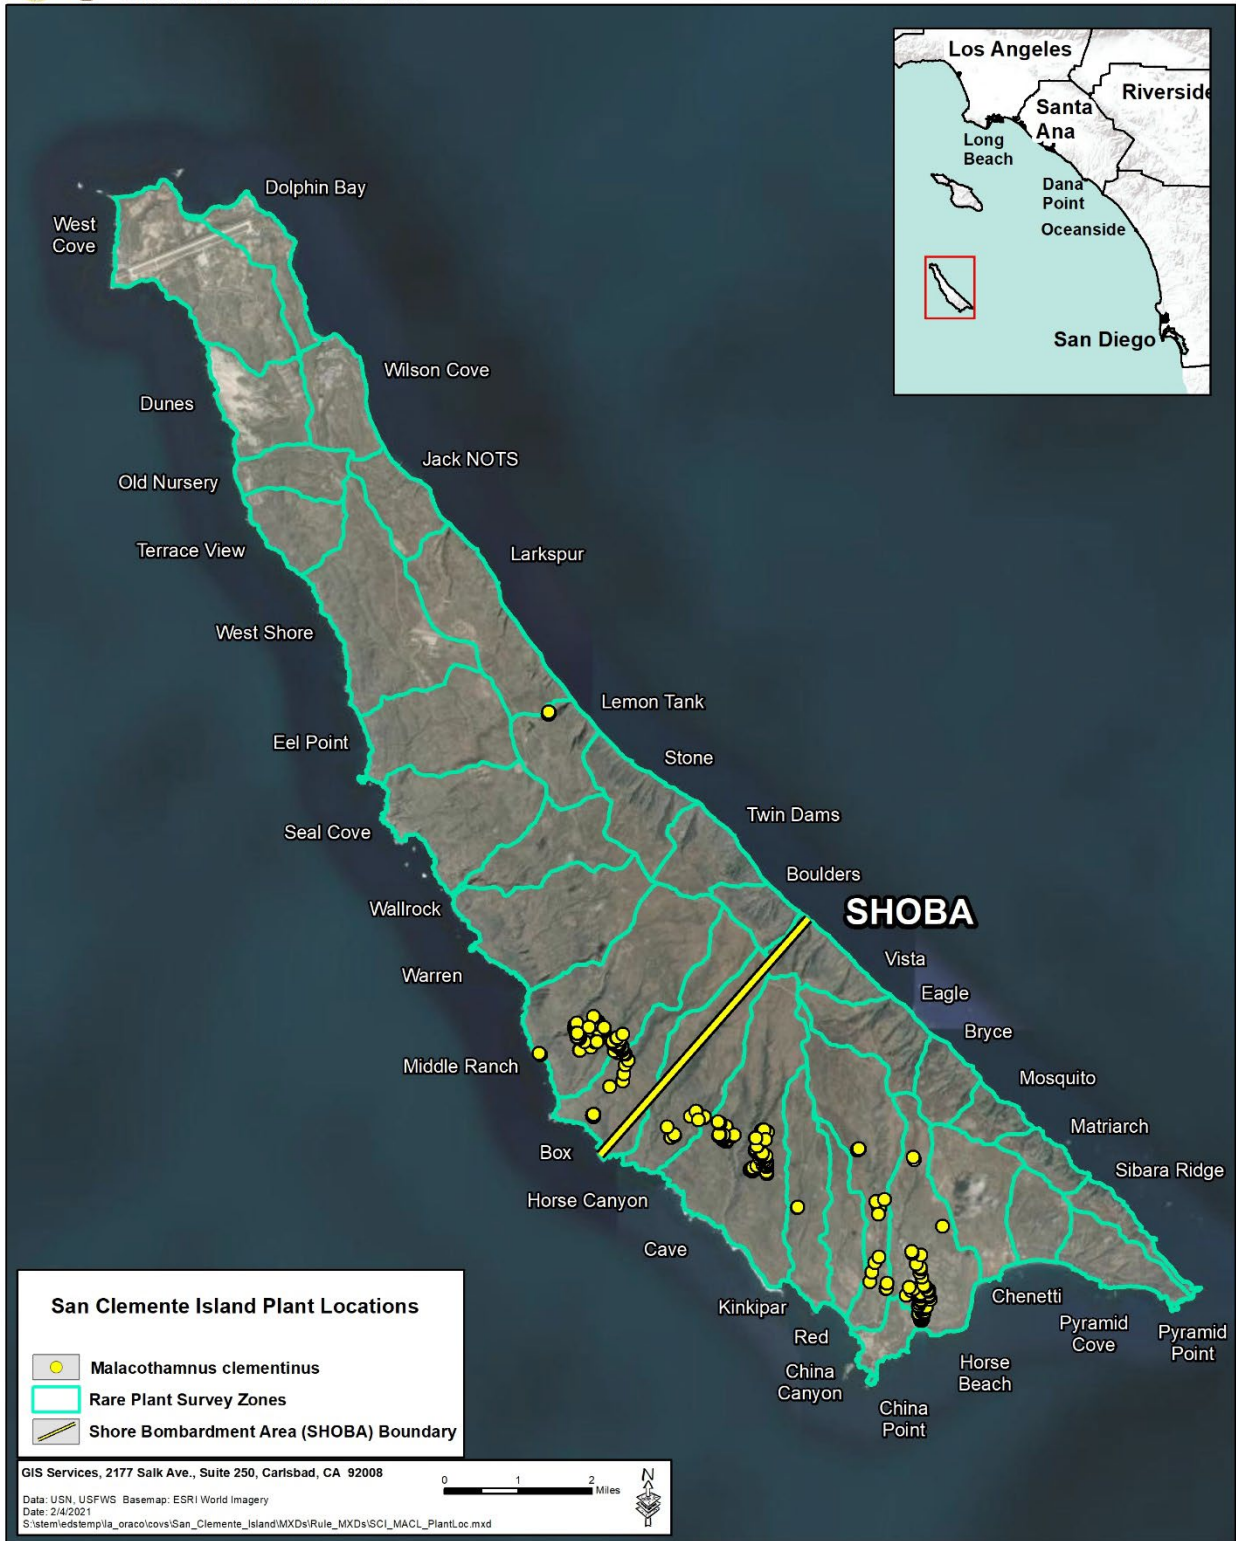 Los Angeles
Riverside
Santa
Ana
Long
Beach
Dana
Point
Oceanside
San Diego
Dolphin Bay
West
Cove
Wilson Cove
Dunes
Jack NOTS
Old Nursery
Terrace View
Larkspur
West Shore
Lemon Tank
Eel Point
Stone
Twin Dams
Seal Cove
Boulders
Wallrock
SHOBA
Vista
Warren
Eagle
Bryce
Middle Ranch
Mosquito
Matriarch
Box
Sibara Ridge
Horse Canyon
Cave
Chenetti
Kinkipar
Pyramid
Cove
Pyramid
Point
Red
China
Canyon
Horse
Beach
China
Point
San Clemente Island Plant Locations
Malacothamnus clementinus
Rare Plant Survey Zones
Shore Bombardment Area (SHOBA) Boundary
GIS Services, 2177 Salk Ave., Suite 250, Carlsbad, CA 92008
Data: USN, USFWS Basemap: ESRI World Imagery
Date: 2/4/2021
S:\stem\edstemp\la_oraco\covs\San_Clemente_Island\MXDs\Rule_MXDs\SCI_MACL_PlantLoc.mxd
0 1 2
Miles
N